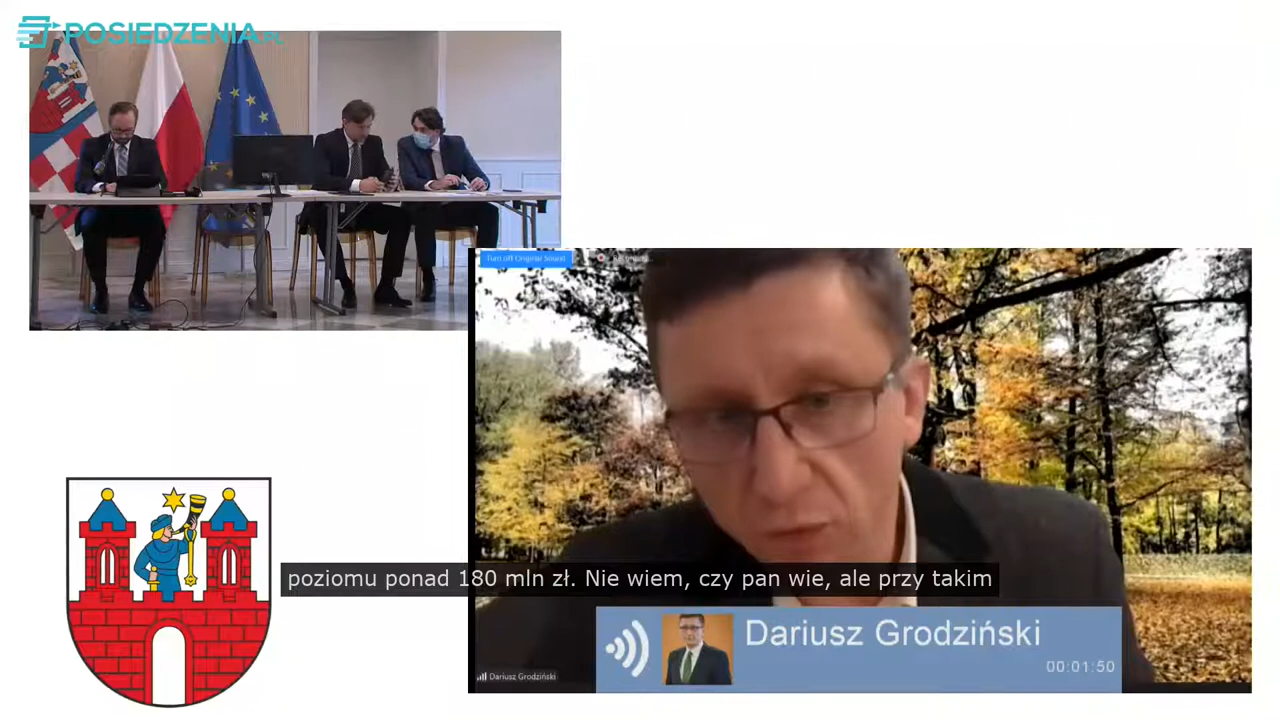 POSIEDZENIA.PL
Turn off Original Sound
poziomu ponad 180 mln zł. Nie wiem, czy pan wie, ale przy takim
Dariusz Grodziński
00:01:50
Dariusz Grodziński